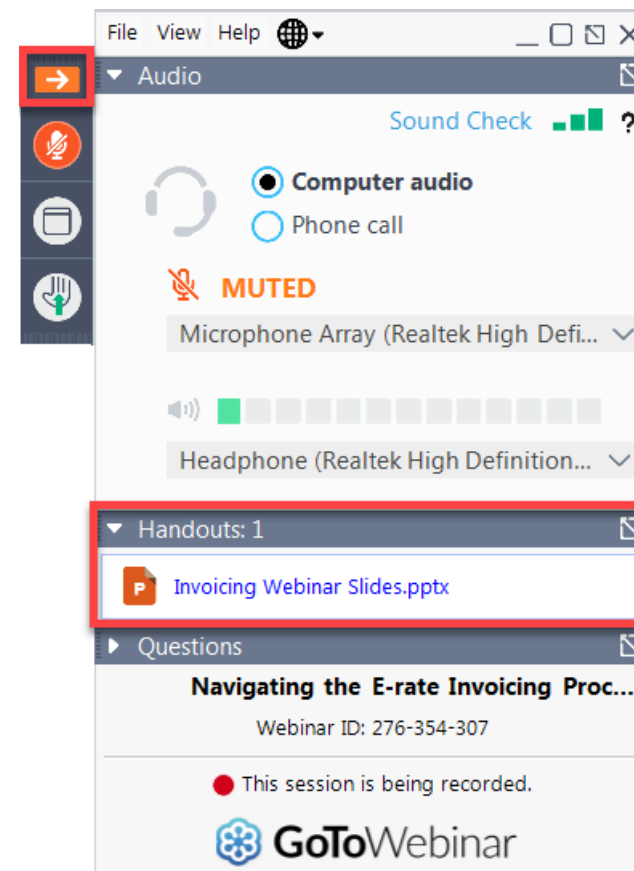 File View Help
Audio
Sound Check ?
Computer audio
Phone call
MUTED
Microphone Array (Realtek High Defi...
Headphone (Realtek High Definition...
Handouts: 1
P Invoicing Webinar Slides.pptx
Questions
Navigating the E-rate Invoicing Proc...
Webinar ID: 276-354-307
This session is being recorded.
GoToWebinar